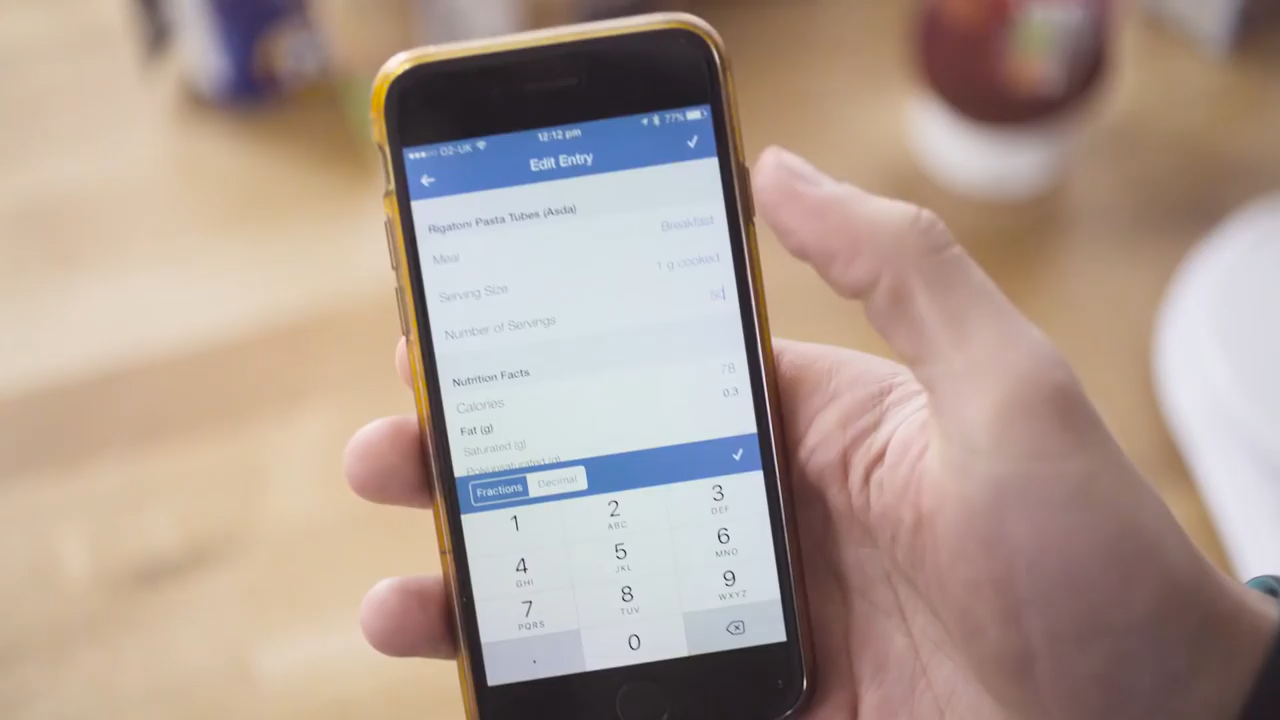 O2-UK 12:12 pm 77%
Edit Entry
Rigatoni Pasta Tubes (Asda)
Meal Breakfast
Serving Size 1 g cooked
Number of Servings 50
Nutrition Facts
Calories 78
Fat (g) 0.3
Saturated (g)
Polyunsaturated (g)
Fractions Decimal
1 2 ABC 3 DEF
4 GHI 5 JKL 6 MNO
7 PQRS 8 TUV 9 WXYZ
. 0